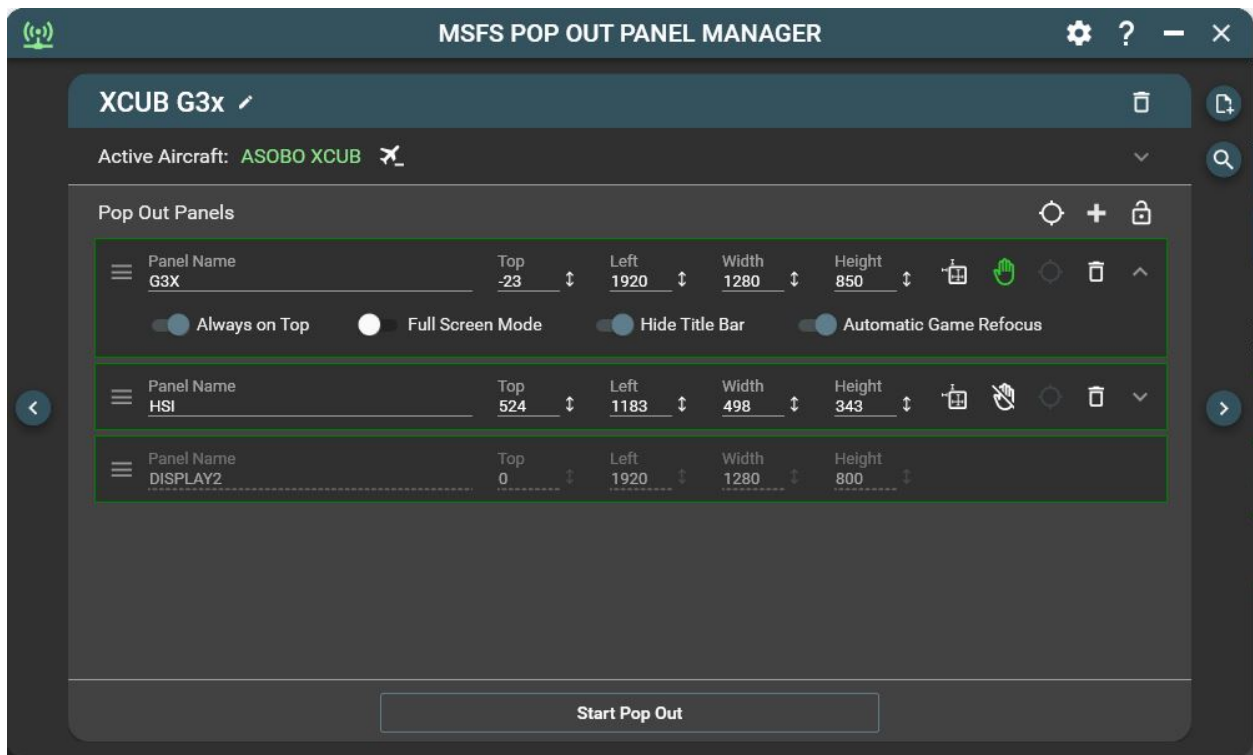 MSFS POP OUT PANEL MANAGER
XCUB G3x
Active Aircraft: ASOBO XCUB
Pop Out Panels
Panel Name Top Left Width Height
G3X -23 1920 1280 850
Always on Top Full Screen Mode Hide Title Bar Automatic Game Refocus
Panel Name Top Left Width Height
HSI 524 1183 498 343
Panel Name Top Left Width Height
DISPLAY2 0 1920 1280 800
Start Pop Out